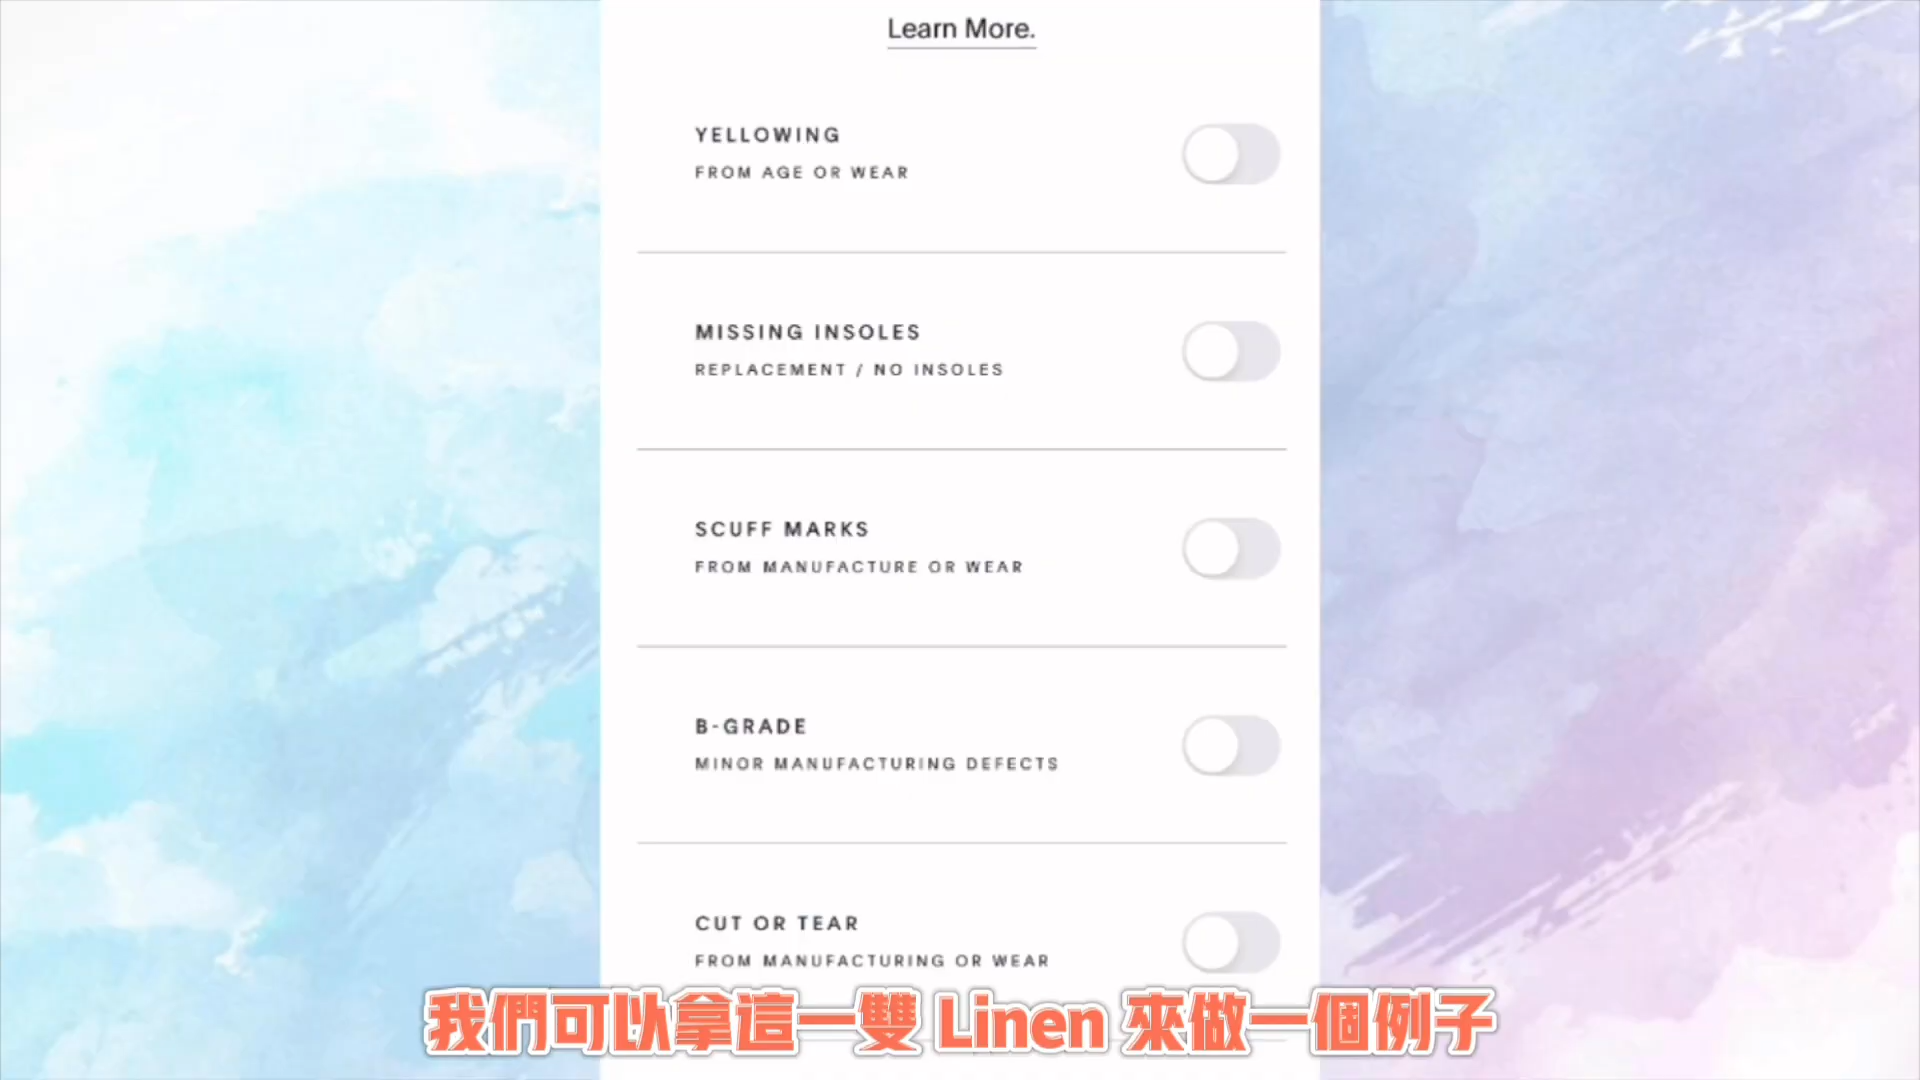 Learn More.
YELLOWING
FROM AGE OR WEAR
MISSING INSOLES
REPLACEMENT / NO INSOLES
SCUFF MARKS
FROM MANUFACTURE OR WEAR
B-GRADE
MINOR MANUFACTURING DEFECTS
CUT OR TEAR
FROM MANUFACTURING OR WEAR
我們可以拿這一雙 Linen 來做一個例子